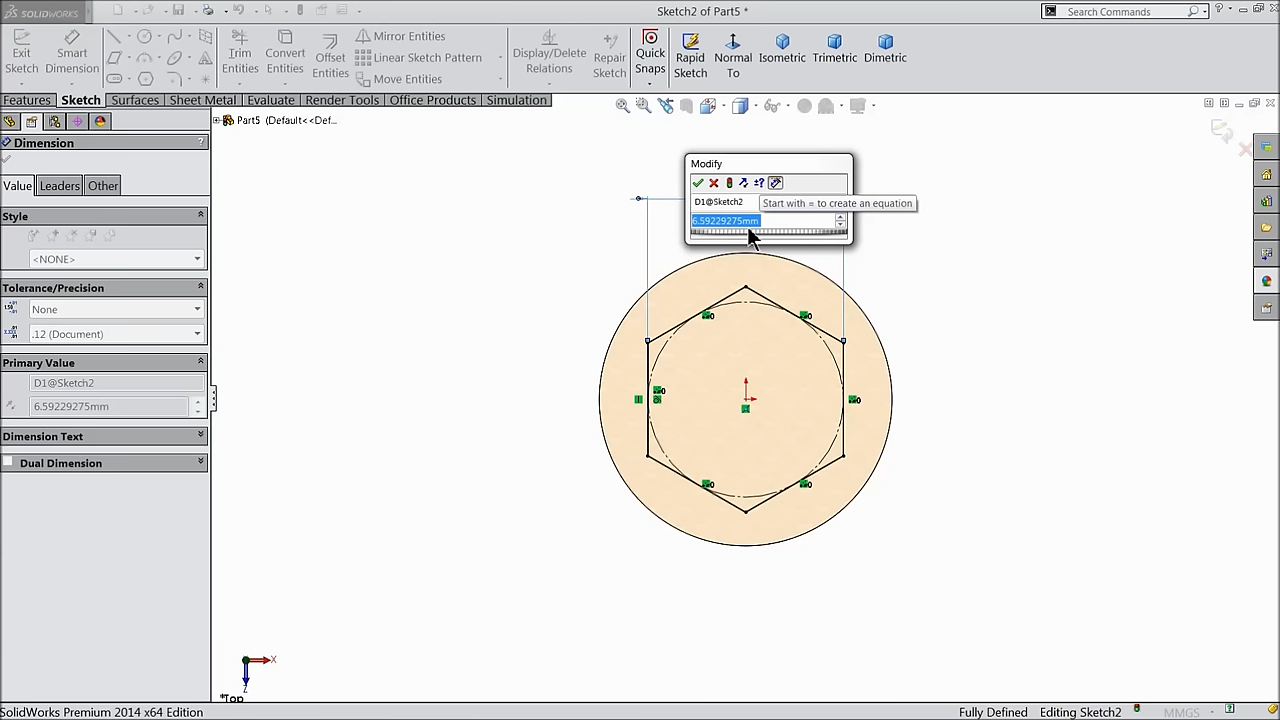 SOLIDWORKS
Sketch2 of Part5 *
Search Commands
Exit Sketch
Smart Dimension
Trim Entities
Convert Entities
Offset Entities
Mirror Entities
Linear Sketch Pattern
Move Entities
Display/Delete Relations
Repair Sketch
Quick Snaps
Rapid Sketch
Normal To
Isometric
Trimetric
Dimetric
Features
Sketch
Surfaces
Sheet Metal
Evaluate
Render Tools
Office Products
Simulation
Part5 (Default<<Def...
Dimension
?
Value
Leaders
Other
Style
<NONE>
Tolerance/Precision
None
.12 (Document)
Primary Value
D1@Sketch2
6.59229275mm
Dimension Text
Dual Dimension
Modify
D1@Sketch2
Start with = to create an equation
6.59229275mm
X
Z
*Top
SolidWorks Premium 2014 x64 Edition
Fully Defined
Editing Sketch2
MMGS